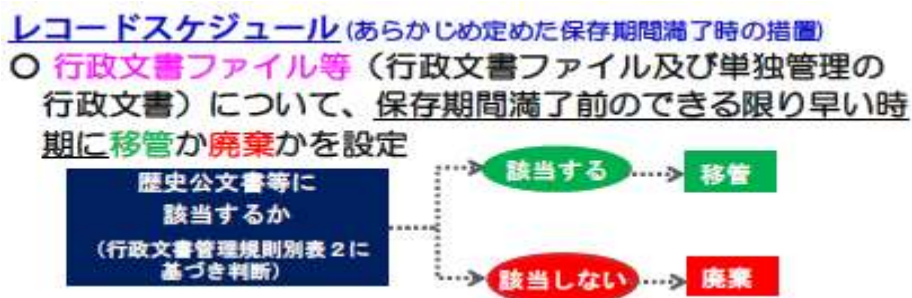 レコードスケジュール(あらかじめ定めた保存期間満了時の措置)
○ 行政文書ファイル等（行政文書ファイル及び単独管理の
行政文書）について、保存期間満了前のできる限り早い時
期に移管か廃棄かを設定
歴史公文書等に
該当するか
（行政文書管理規則別表２に
基づき判断）
該当する
移管
該当しない
廃棄